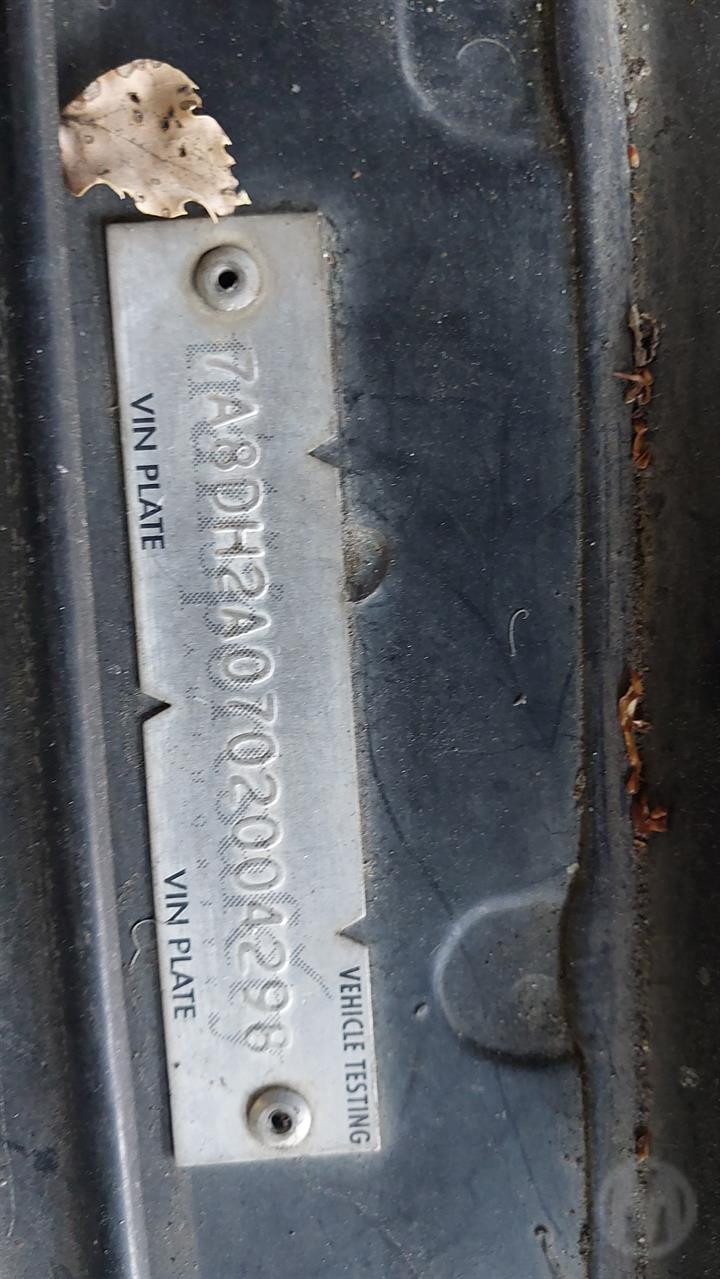 VEHICLE TESTING
7A8DH2A0702004298
VIN PLATE VIN PLATE
M